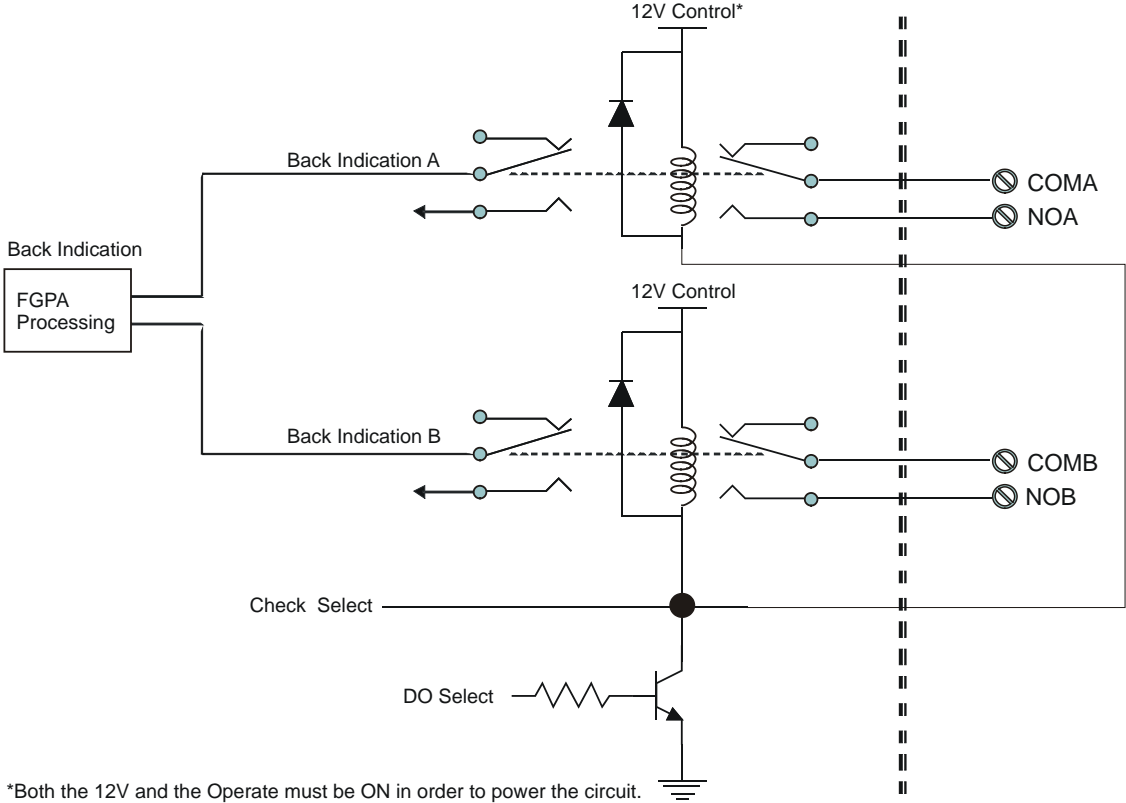 12V Control*
Back Indication A
COMA
NOA
Back Indication
FGPA
Processing
12V Control
Back Indication B
COMB
NOB
Check Select
DO Select
*Both the 12V and the Operate must be ON in order to power the circuit.